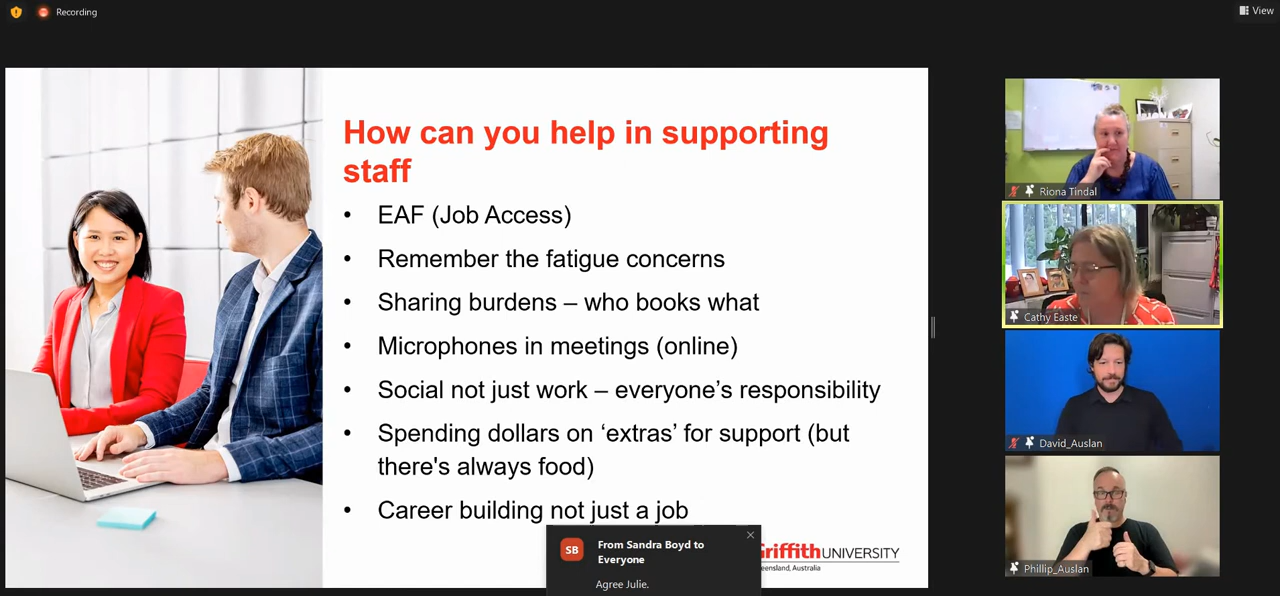 Recording
View
How can you help in supporting
staff
• EAF (Job Access)
• Remember the fatigue concerns
• Sharing burdens – who books what
• Microphones in meetings (online)
• Social not just work – everyone’s responsibility
• Spending dollars on ‘extras’ for support (but
there's always food)
• Career building not just a job
Riona Tindal
Cathy Easte
David_Auslan
Phillip_Auslan
SB
From Sandra Boyd to
Everyone
Agree Julie.
Griffith UNIVERSITY
eensland, Australia